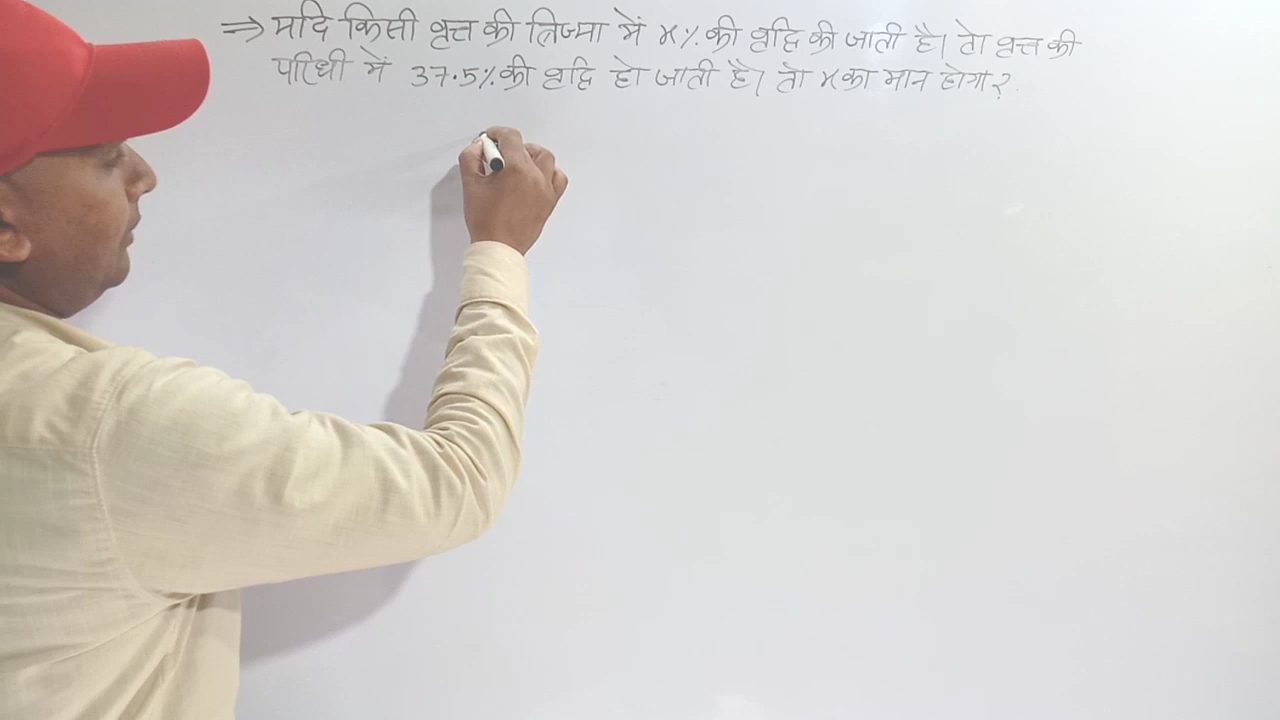 ⇒ यदि किसी वृत्त की त्रिज्या में x% की वृद्धि की जाती है। तो वृत्त की
परिधी में 37.5% की वृद्धि हो जाती है। तो x का मान होगा ?